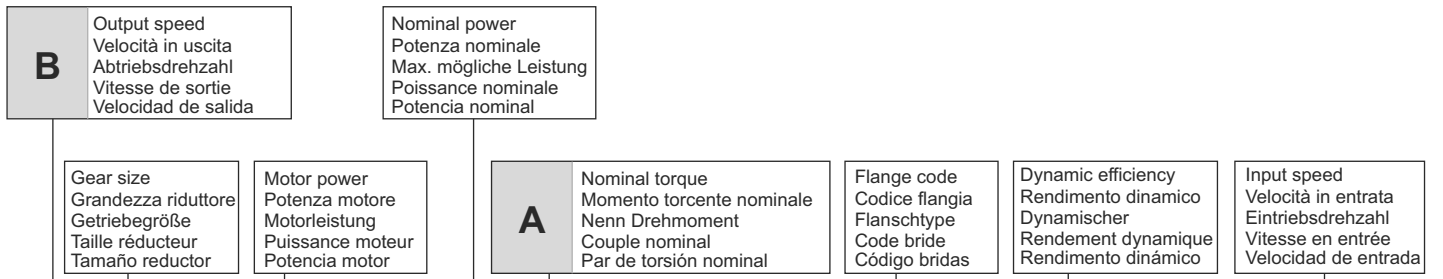 B
Output speed
Velocità in uscita
Abtriebsdrehzahl
Vitesse de sortie
Velocidad de salida
Nominal power
Potenza nominale
Max. mögliche Leistung
Poissance nominale
Potencia nominal
Gear size
Grandezza riduttore
Getriebegröße
Taille réducteur
Tamaño reductor
Motor power
Potenza motore
Motorleistung
Puissance moteur
Potencia motor
A
Nominal torque
Momento torcente nominale
Nenn Drehmoment
Couple nominal
Par de torsión nominal
Flange code
Codice flangia
Flanschtype
Code bride
Código bridas
Dynamic efficiency
Rendimento dinamico
Dynamischer
Rendement dynamique
Rendimento dinámico
Input speed
Velocità in entrata
Eintriebsdrehzahl
Vitesse en entrée
Velocidad de entrada